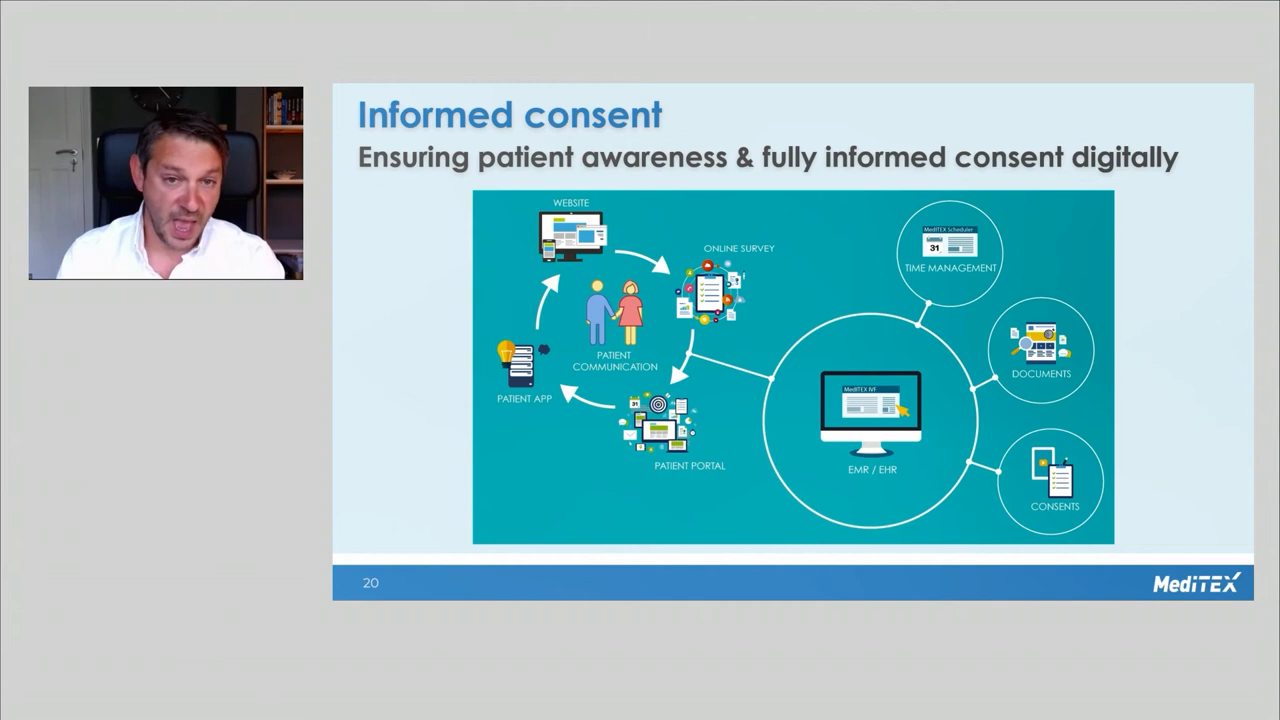 Informed consent
Ensuring patient awareness & fully informed consent digitally
WEBSITE
ONLINE SURVEY
PATIENT
COMMUNICATION
PATIENT APP
PATIENT PORTAL
MedITEX IVF
EMR / EHR
MedITEX Scheduler
31
TIME MANAGEMENT
DOCUMENTS
CONSENTS
31
20
MediTEX